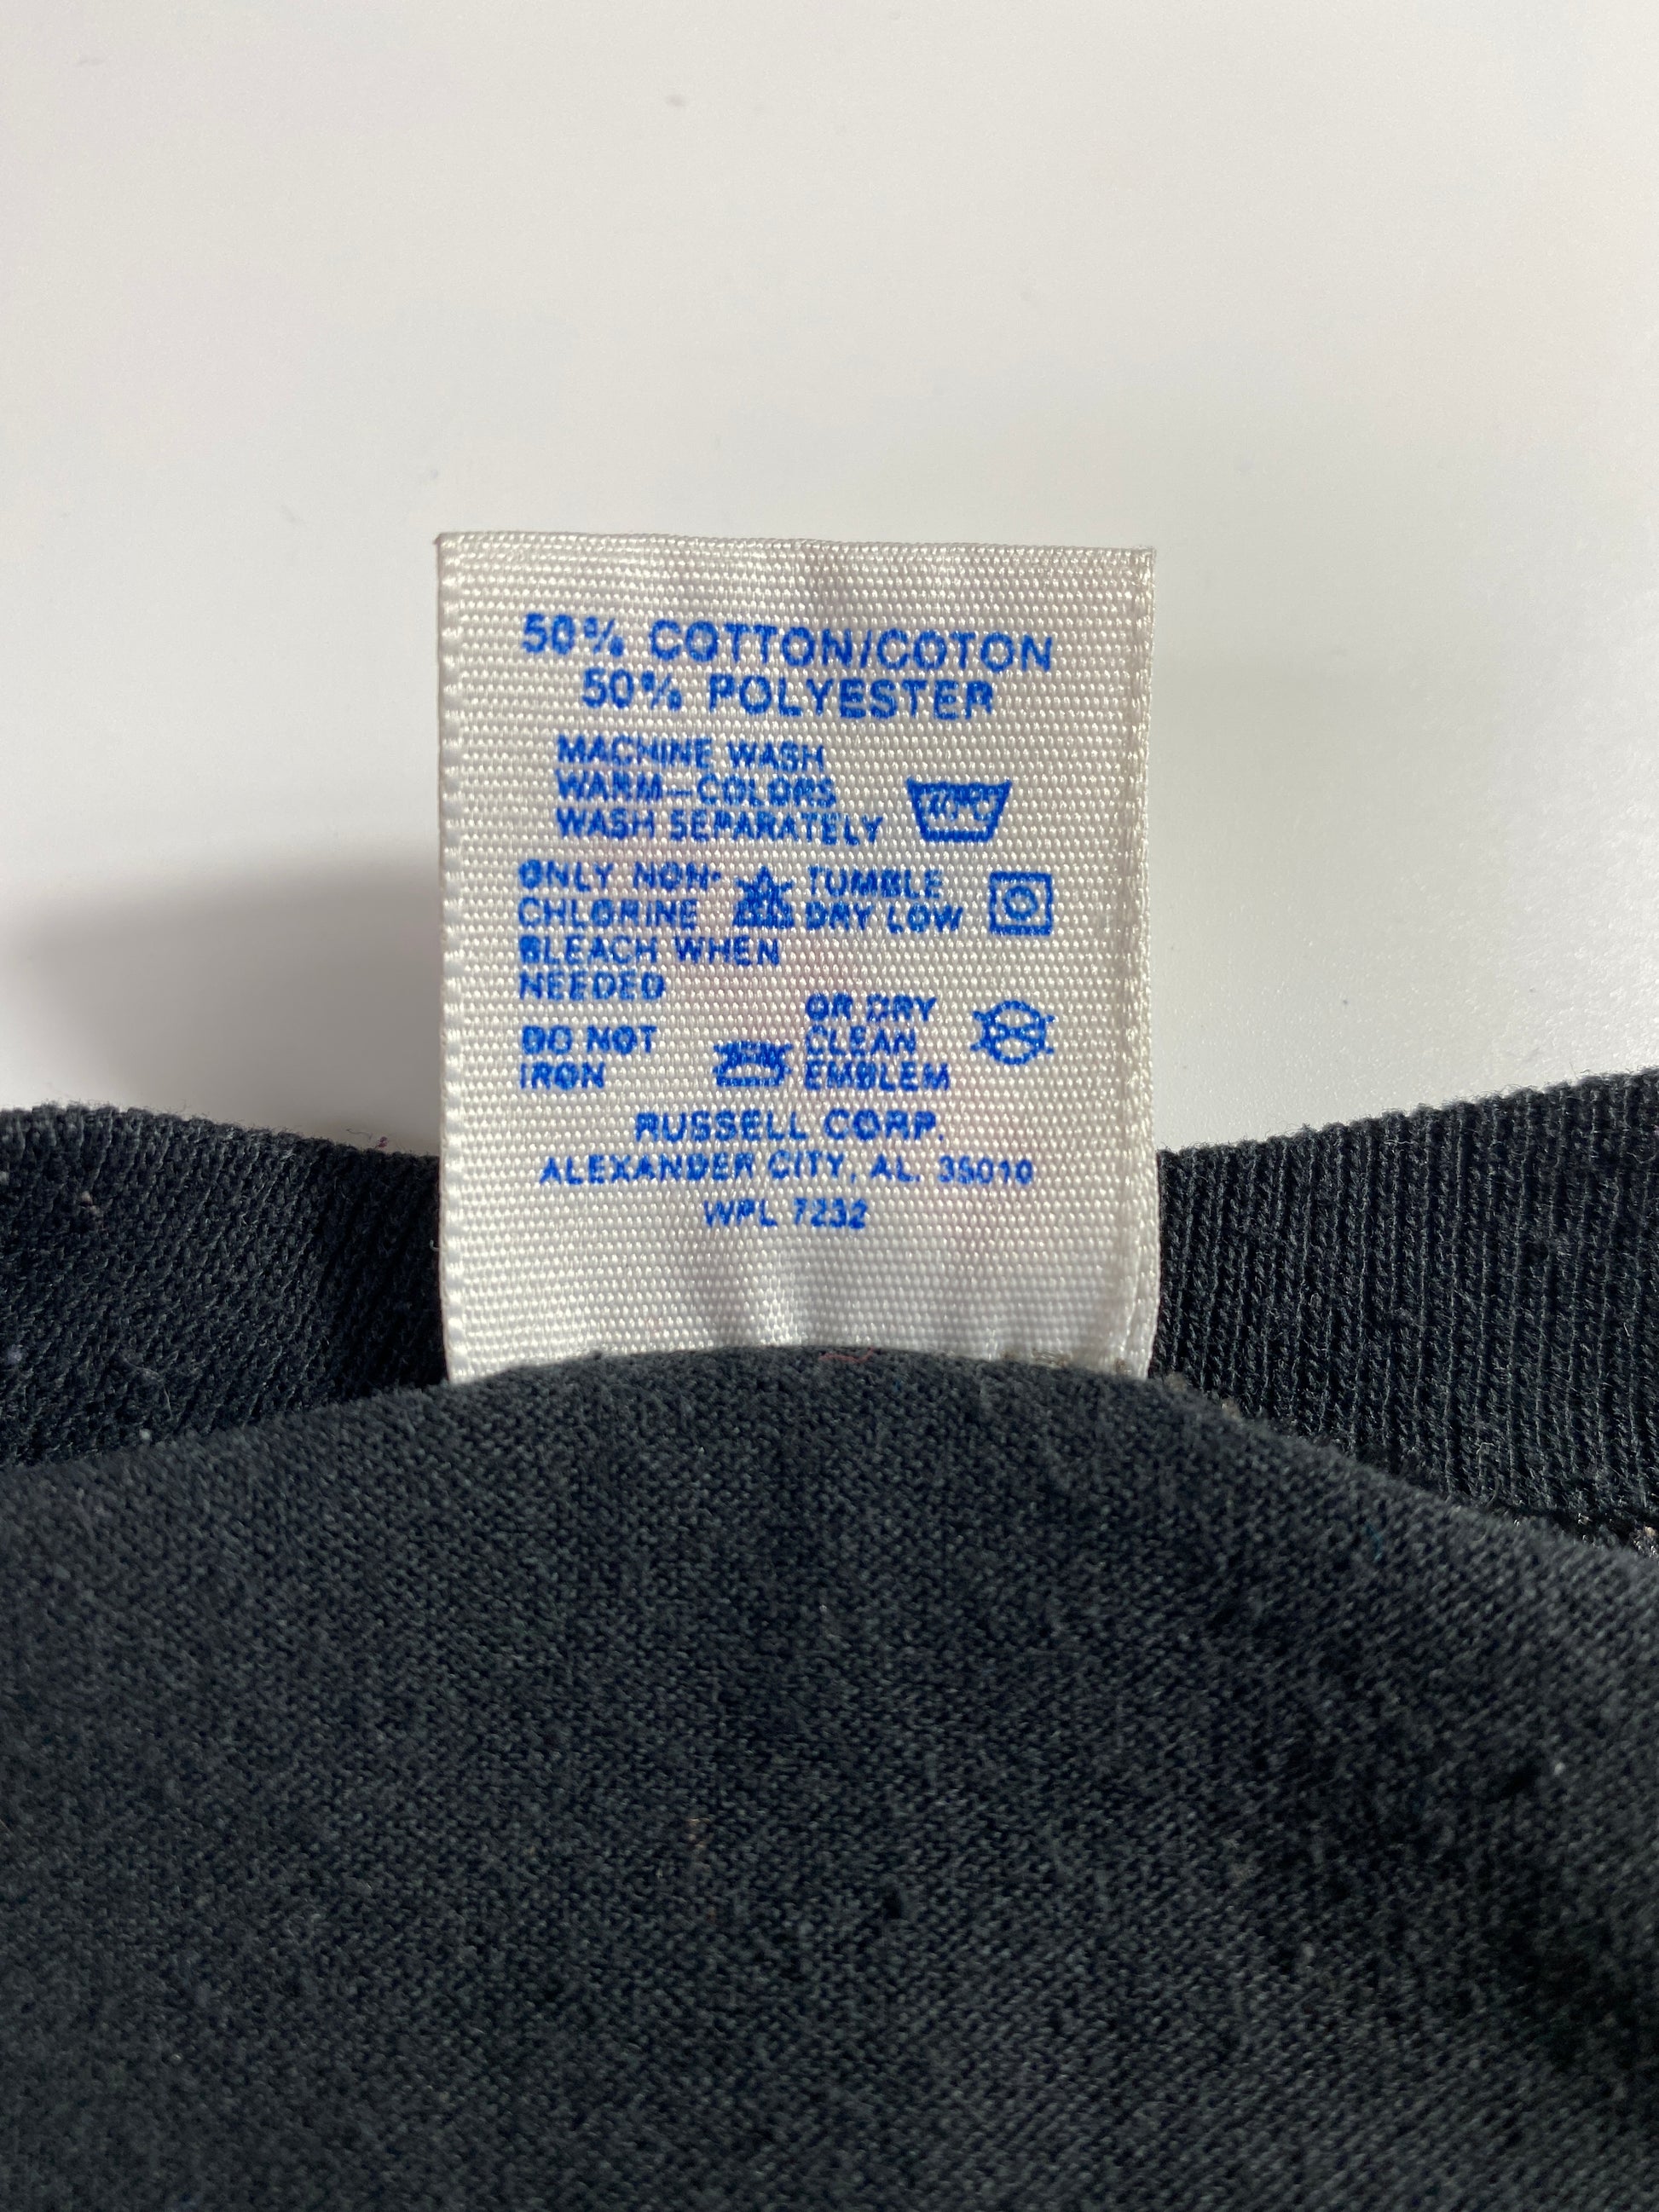 50% COTTON/COTON
50% POLYESTER
MACHINE WASH
WARM—COLORS
WASH SEPARATELY
ONLY NON-
CHLORINE
BLEACH WHEN
NEEDED
TUMBLE
DRY LOW
DO NOT
IRON
OR DRY
CLEAN
EMBLEM
RUSSELL CORP.
ALEXANDER CITY, AL. 35010
WPL 7232